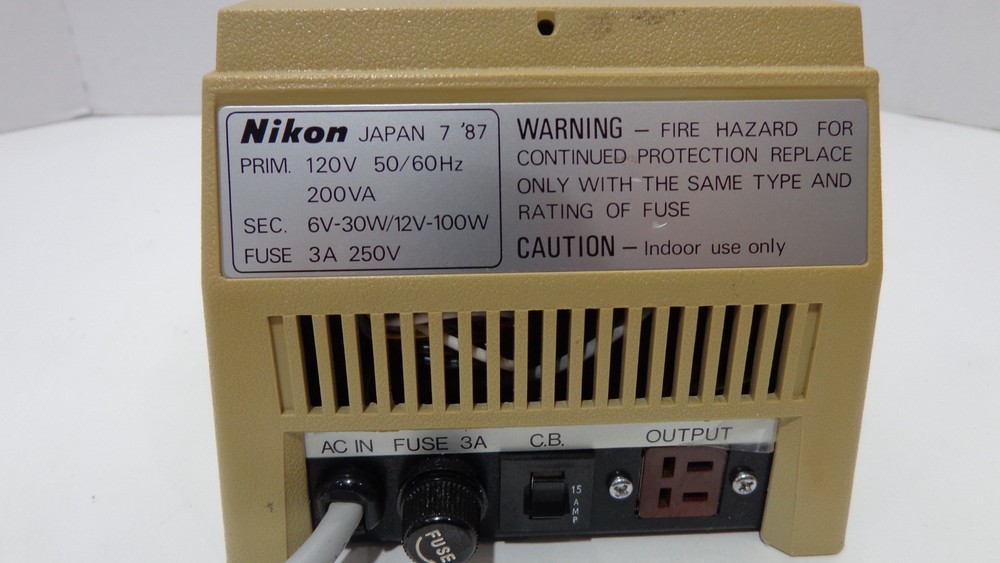 Nikon JAPAN 7 '87
PRIM. 120V 50/60Hz
200VA
SEC. 6V-30W/12V-100W
FUSE 3A 250V
WARNING – FIRE HAZARD FOR
CONTINUED PROTECTION REPLACE
ONLY WITH THE SAME TYPE AND
RATING OF FUSE
CAUTION – Indoor use only
AC IN FUSE 3A C.B. OUTPUT
15 AMP
FUSE